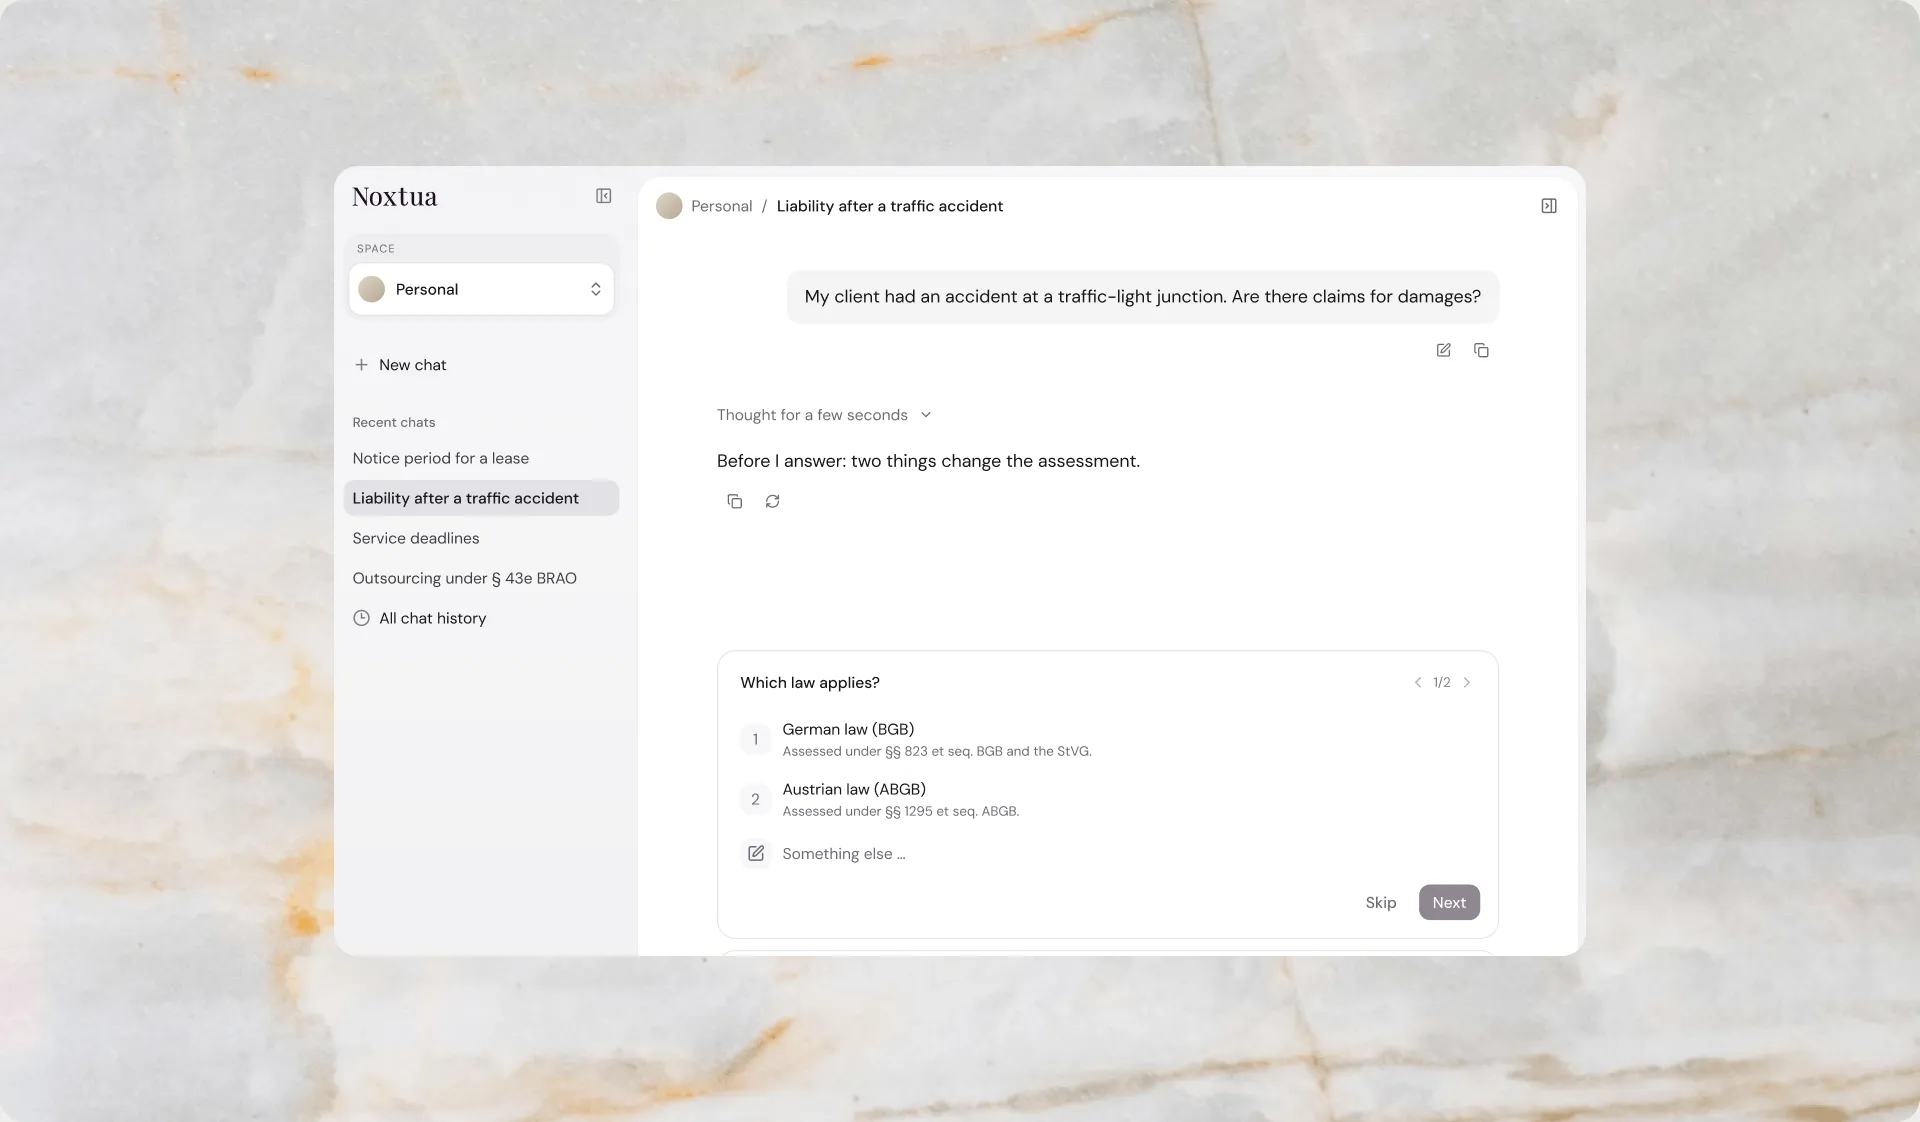 Noxtua
SPACE
Personal
New chat
Recent chats
Notice period for a lease
Liability after a traffic accident
Service deadlines
Outsourcing under § 43e BRAO
All chat history
Personal / Liability after a traffic accident
My client had an accident at a traffic-light junction. Are there claims for damages?
Thought for a few seconds
Before I answer: two things change the assessment.
Which law applies?
1/2
1
German law (BGB)
Assessed under §§ 823 et seq. BGB and the StVG.
2
Austrian law (ABGB)
Assessed under §§ 1295 et seq. ABGB.
Something else ...
Skip
Next